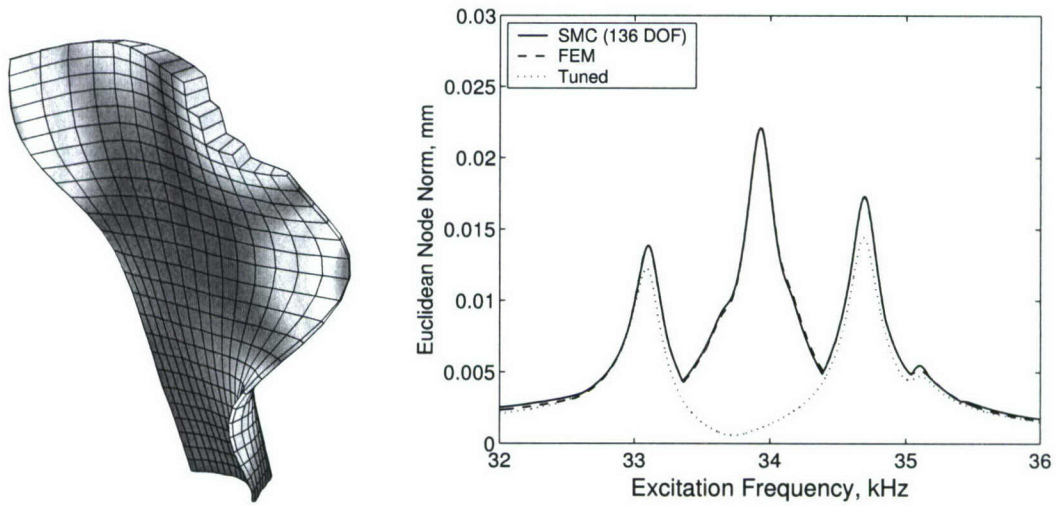 0.03
0.025
0.02
0.015
0.01
0.005
0
Euclidean Node Norm, mm
SMC (136 DOF)
FEM
Tuned
32
33
34
35
36
Excitation Frequency, kHz